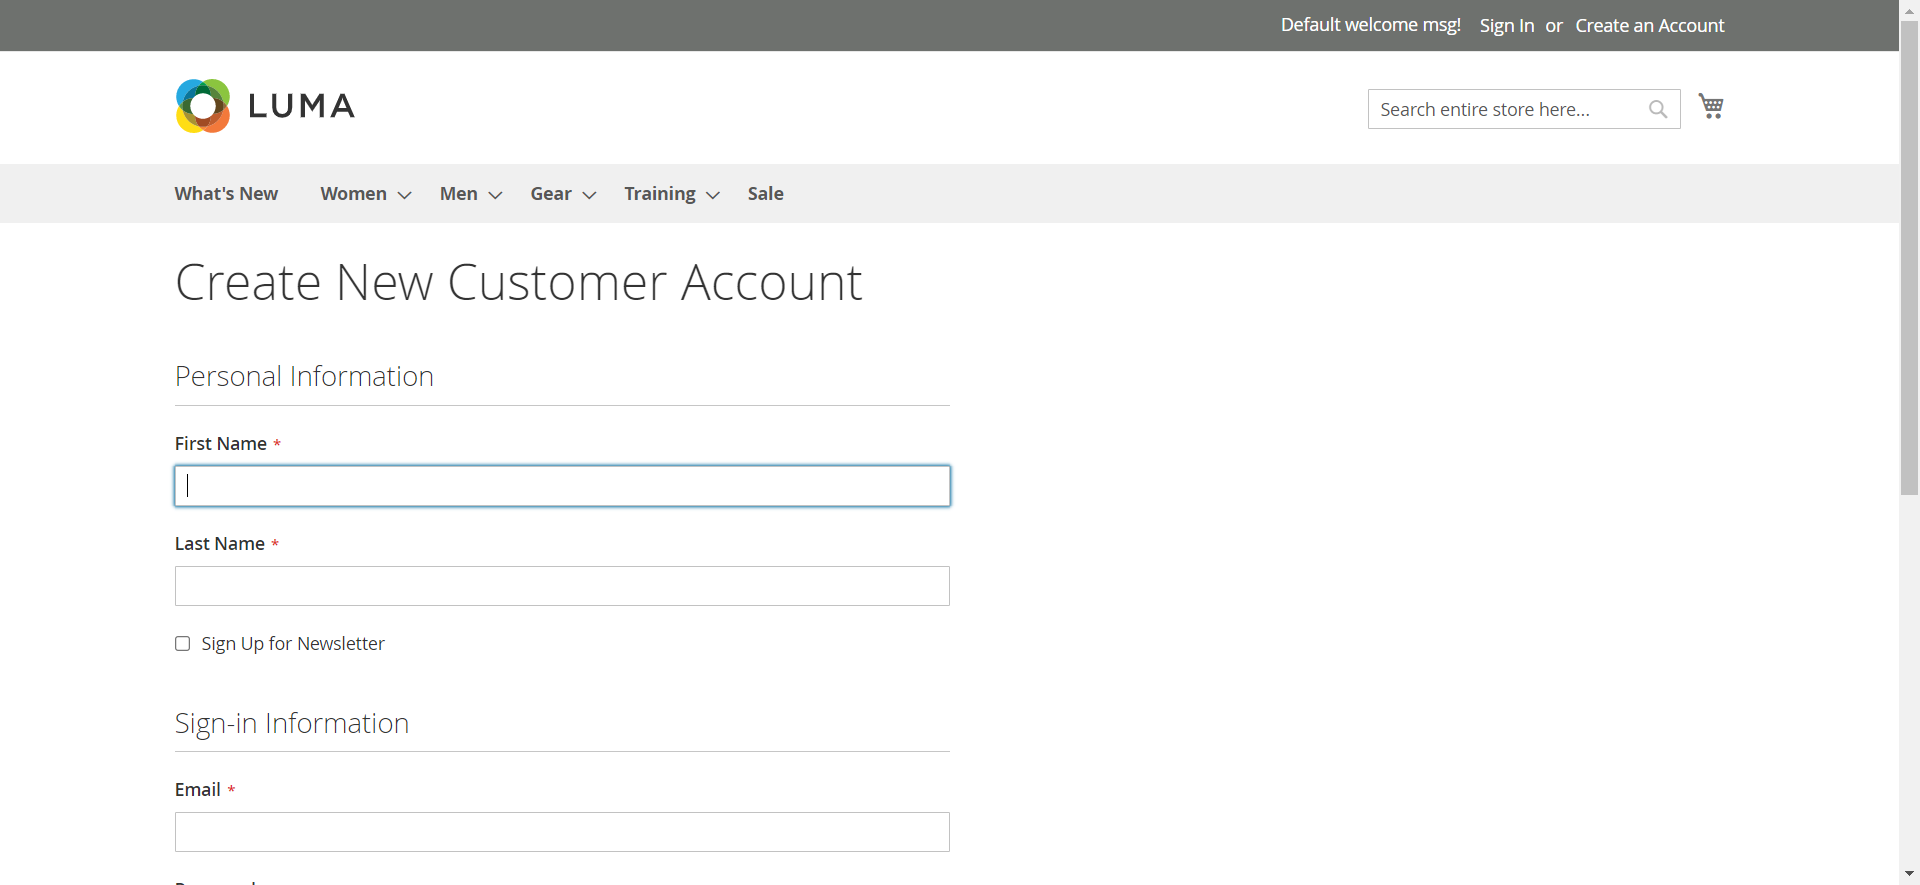 Default welcome msg! Sign In or Create an Account
LUMA
Search entire store here...
What's New Women Men Gear Training Sale
Create New Customer Account
Personal Information
First Name *
Last Name *
Sign Up for Newsletter
Sign-in Information
Email *